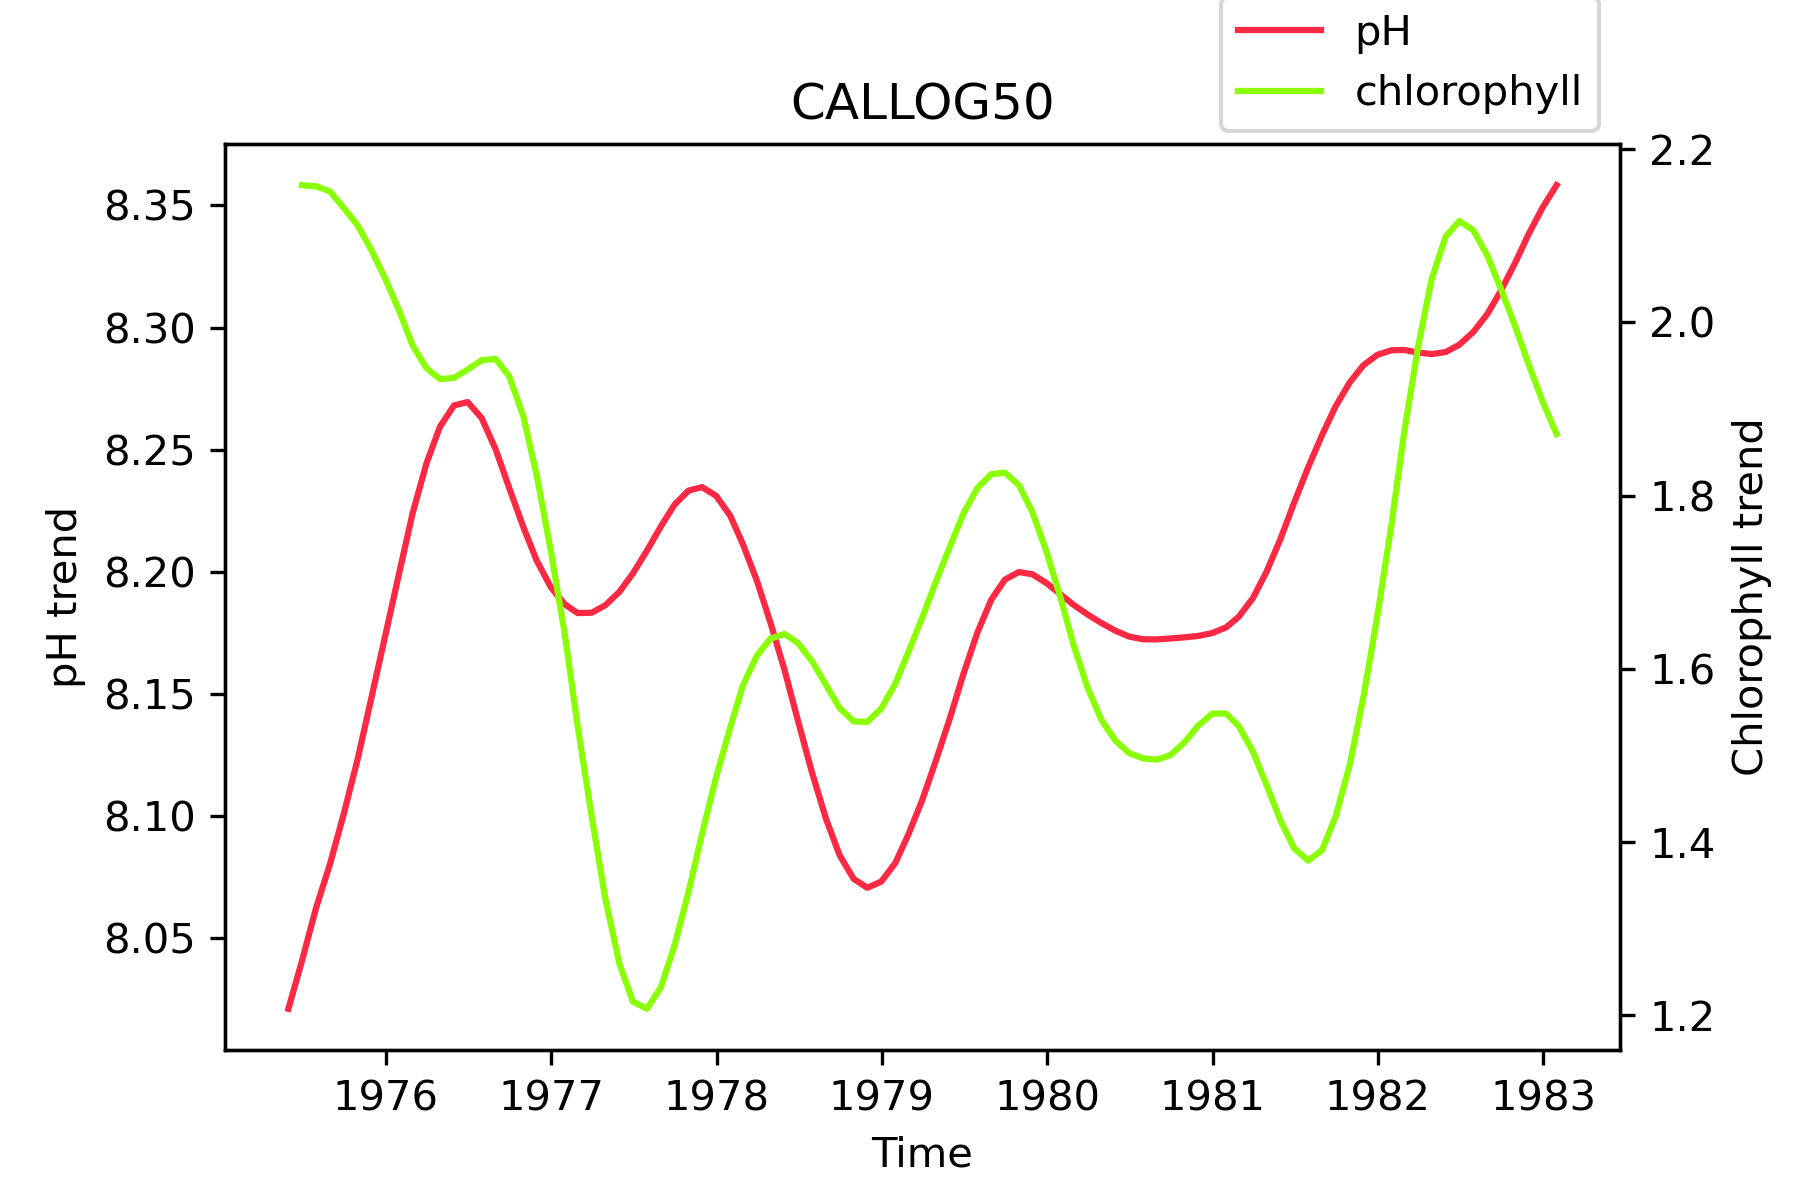 pH
chlorophyll
CALLOG50
8.35
8.30
8.25
8.20
8.15
8.10
8.05
pH trend
2.2
2.0
1.8
1.6
1.4
1.2
Chlorophyll trend
1976 1977 1978 1979 1980 1981 1982 1983
Time